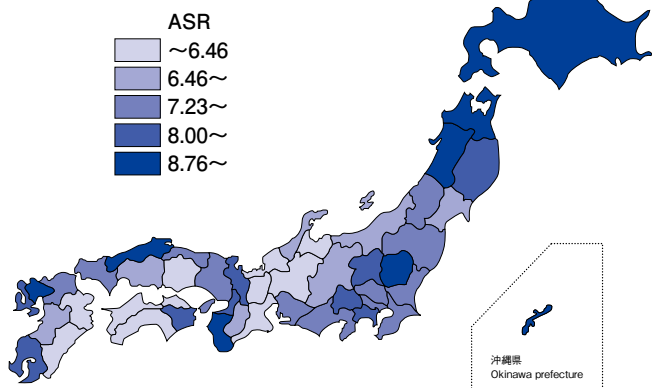 ASR
～6.46
6.46～
7.23～
8.00～
8.76～
沖縄県
Okinawa prefecture